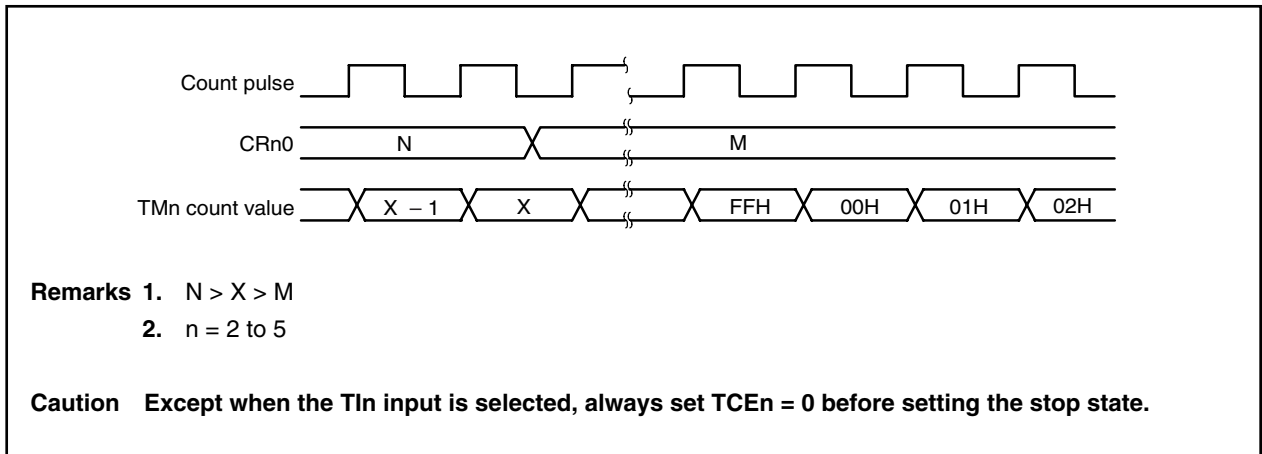 Count pulse
CRn0 N M
TMn count value X – 1 X FFH 00H 01H 02H
Remarks 1. N > X > M
2. n = 2 to 5
Caution Except when the TIn input is selected, always set TCEn = 0 before setting the stop state.